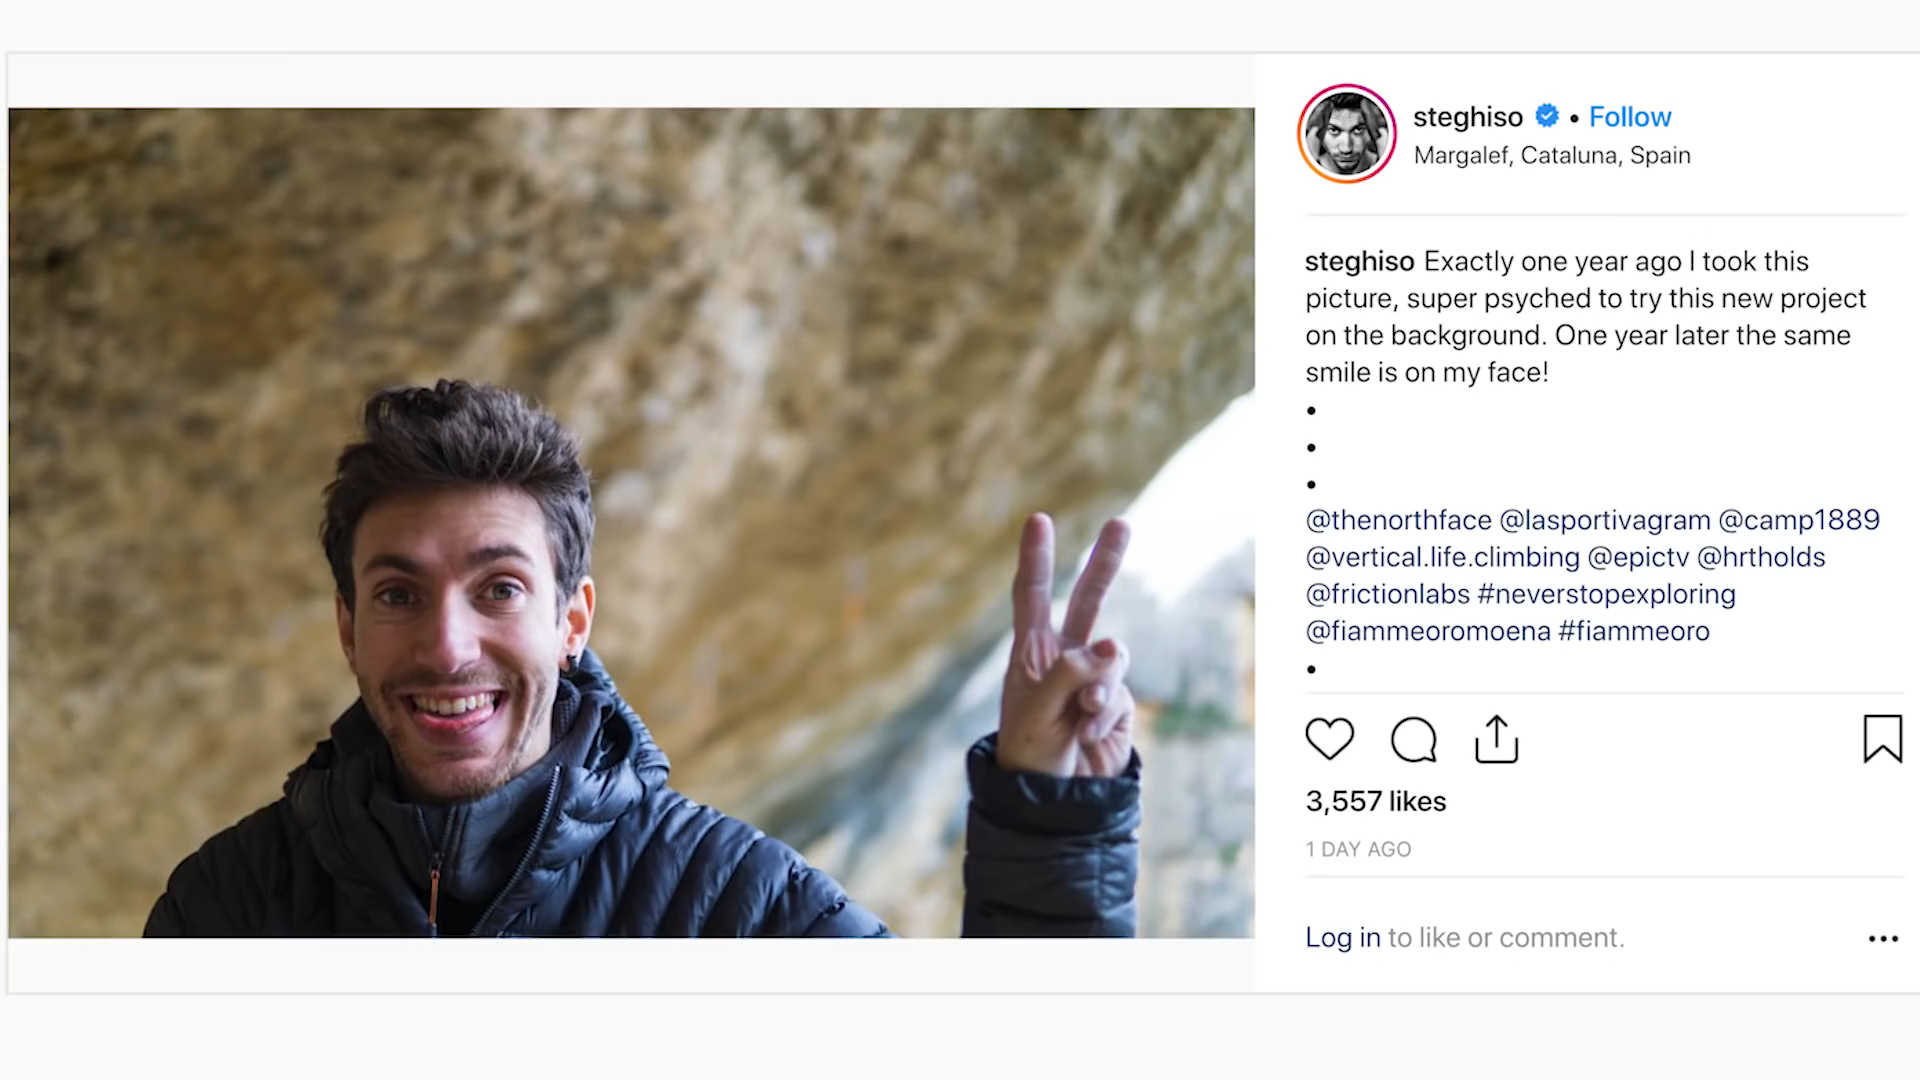 steghiso • Follow
Margalef, Cataluna, Spain
steghiso Exactly one year ago I took this
picture, super psyched to try this new project
on the background. One year later the same
smile is on my face!
•
•
•
@thenorthface @lasportivagram @camp1889
@vertical.life.climbing @epictv @hrtholds
@frictionlabs #neverstopexploring
@fiammeoromoena #fiammeoro
•
3,557 likes
1 DAY AGO
Log in to like or comment.